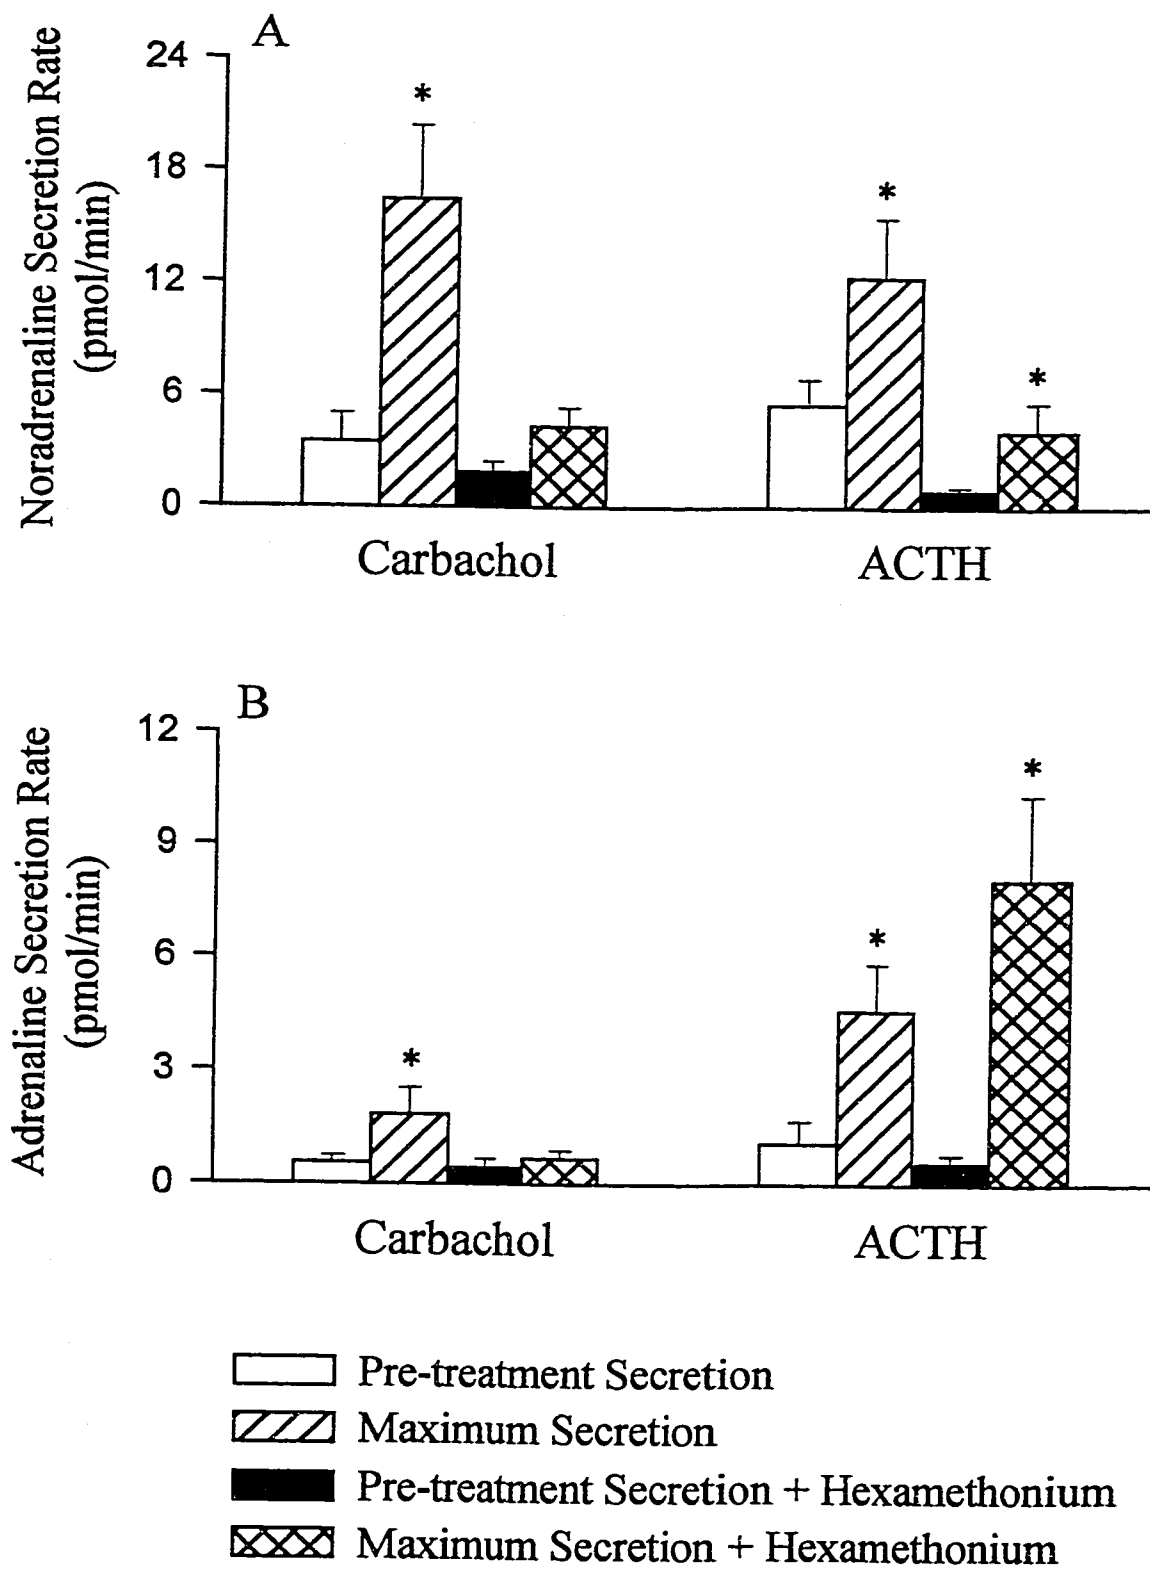 A
Noradrenaline Secretion Rate
(pmol/min)
24
18
12
6
0
*
*
*
Carbachol
ACTH
B
Adrenaline Secretion Rate
(pmol/min)
12
9
6
3
0
*
*
*
Carbachol
ACTH
Pre-treatment Secretion
Maximum Secretion
Pre-treatment Secretion + Hexamethonium
Maximum Secretion + Hexamethonium